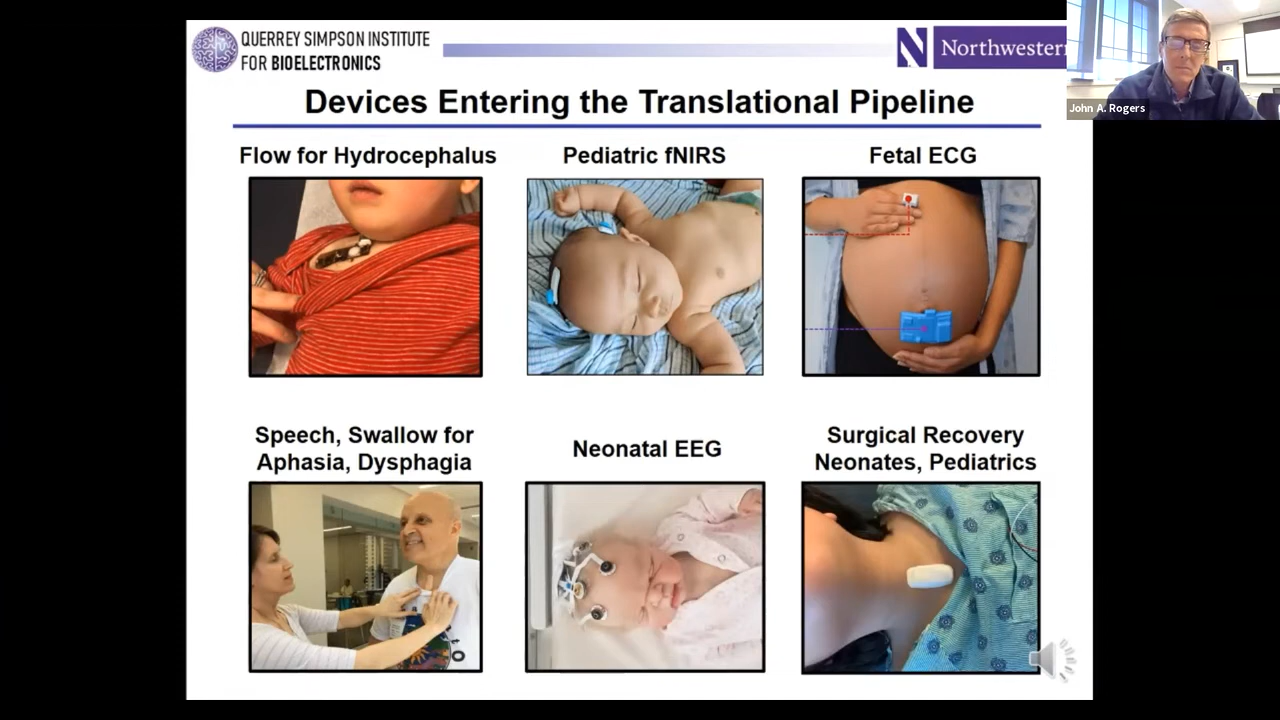 QUERREY SIMPSON INSTITUTE
FOR BIOELECTRONICS
N Northwestern
John A. Rogers
Devices Entering the Translational Pipeline
Flow for Hydrocephalus
Pediatric fNIRS
Fetal ECG
Speech, Swallow for
Aphasia, Dysphagia
Neonatal EEG
Surgical Recovery
Neonates, Pediatrics